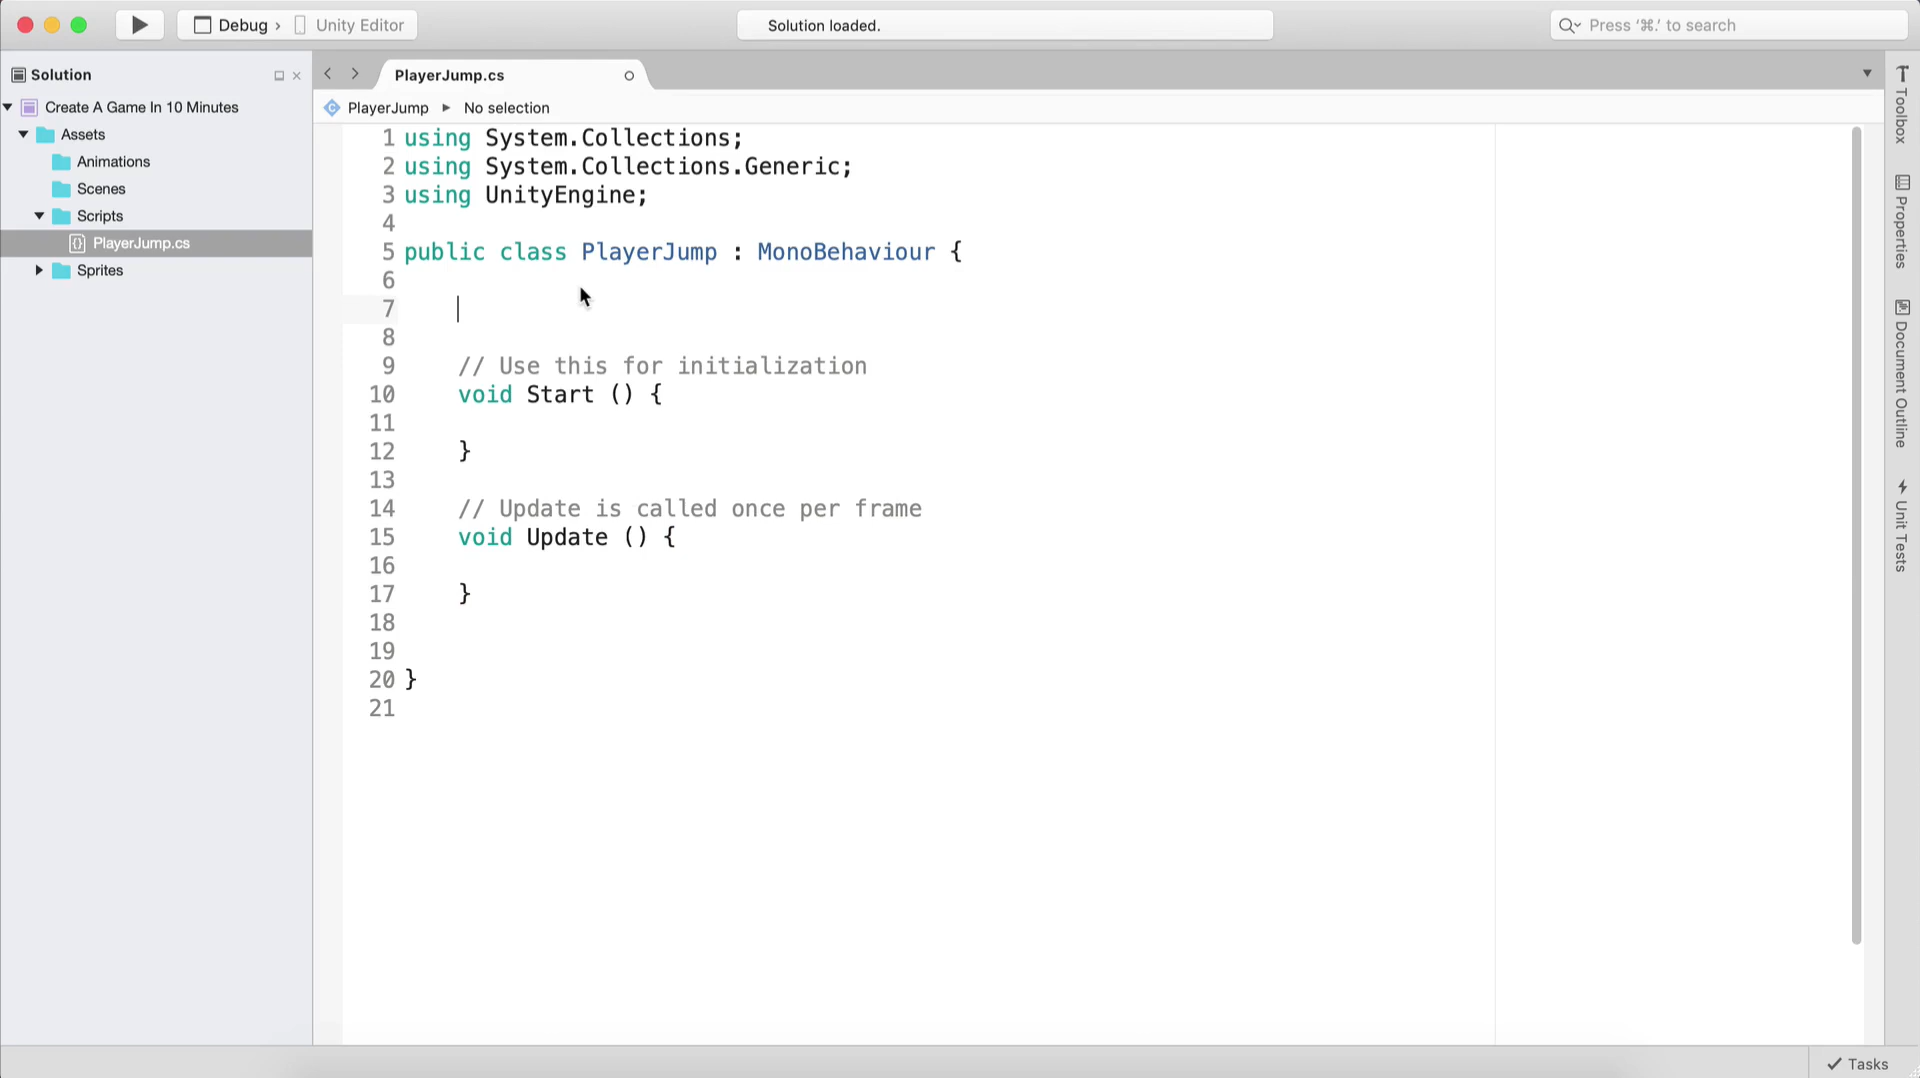 Debug › Unity Editor
Solution loaded.
Press ‘⌘.’ to search
Solution
Create A Game In 10 Minutes
Assets
Animations
Scenes
Scripts
PlayerJump.cs
Sprites
PlayerJump.cs
PlayerJump ▸ No selection
1 using System.Collections;
2 using System.Collections.Generic;
3 using UnityEngine;
4
5 public class PlayerJump : MonoBehaviour {
6
7
8
9 // Use this for initialization
10 void Start () {
11
12 }
13
14 // Update is called once per frame
15 void Update () {
16
17 }
18
19
20 }
21
Toolbox
Properties
Document Outline
Unit Tests
Tasks